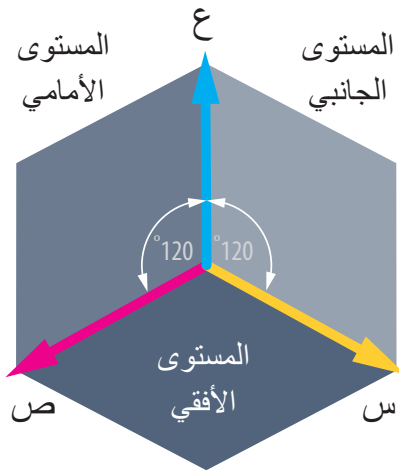 ع
المستوى
الجانبي
المستوى
الأمامي
°120
°120
المستوى
الأفقي
س
ص